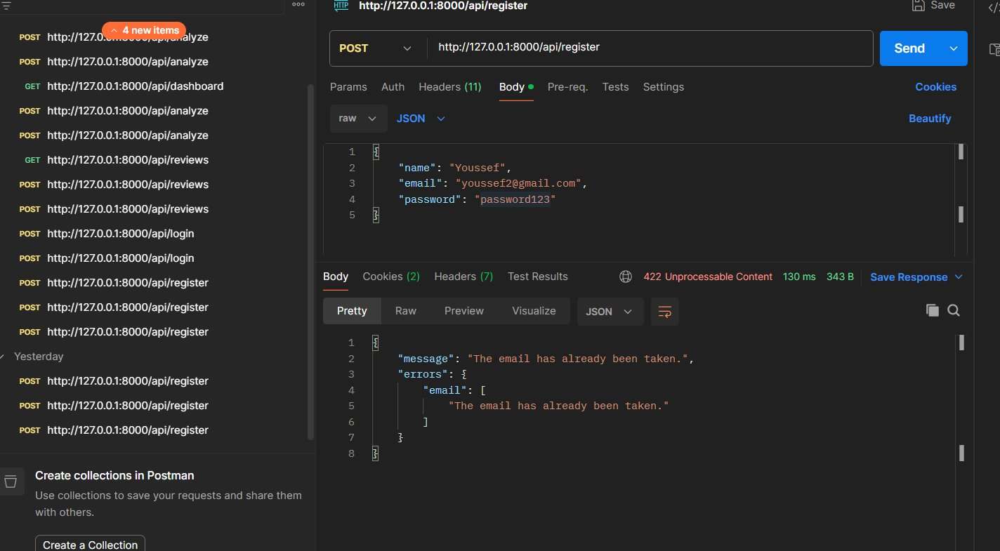 4 new items
POST http://127.0.0.1:8000/api/analyze
POST http://127.0.0.1:8000/api/analyze
GET http://127.0.0.1:8000/api/dashboard
POST http://127.0.0.1:8000/api/analyze
POST http://127.0.0.1:8000/api/analyze
GET http://127.0.0.1:8000/api/reviews
POST http://127.0.0.1:8000/api/reviews
POST http://127.0.0.1:8000/api/reviews
POST http://127.0.0.1:8000/api/login
POST http://127.0.0.1:8000/api/login
POST http://127.0.0.1:8000/api/register
POST http://127.0.0.1:8000/api/register
POST http://127.0.0.1:8000/api/register
Yesterday
POST http://127.0.0.1:8000/api/register
POST http://127.0.0.1:8000/api/register
POST http://127.0.0.1:8000/api/register
Create collections in Postman
Use collections to save your requests and share them
with others.
Create a Collection
HTTP http://127.0.0.1:8000/api/register Save
POST http://127.0.0.1:8000/api/register Send
Params Auth Headers (11) Body Pre-req. Tests Settings Cookies
raw JSON Beautify
1 {
2 "name": "Youssef",
3 "email": "youssef2@gmail.com",
4 "password": "password123"
5 }
Body Cookies (2) Headers (7) Test Results 422 Unprocessable Content 130 ms 343 B Save Response
Pretty Raw Preview Visualize JSON
1 {
2 "message": "The email has already been taken.",
3 "errors": {
4 "email": [
5 "The email has already been taken."
6 ]
7 }
8 }